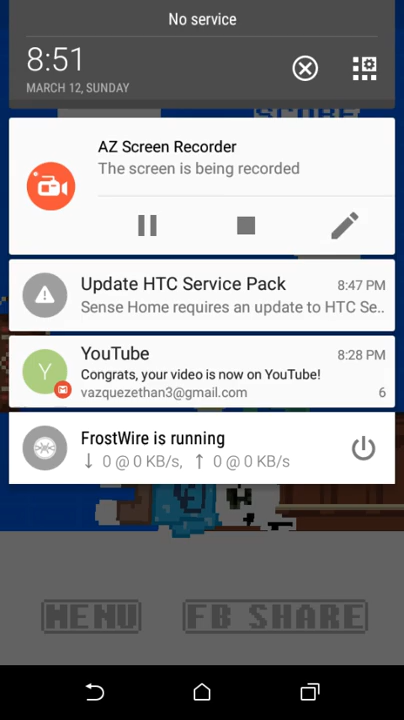 No service
8:51
MARCH 12, SUNDAY
SCORE
AZ Screen Recorder
The screen is being recorded
Update HTC Service Pack 8:47 PM
Sense Home requires an update to HTC Se..
Y YouTube 8:28 PM
Congrats, your video is now on YouTube!
vazquezethan3@gmail.com 6
FrostWire is running
↓ 0 @ 0 KB/s, ↑ 0 @ 0 KB/s
MENU FB SHARE